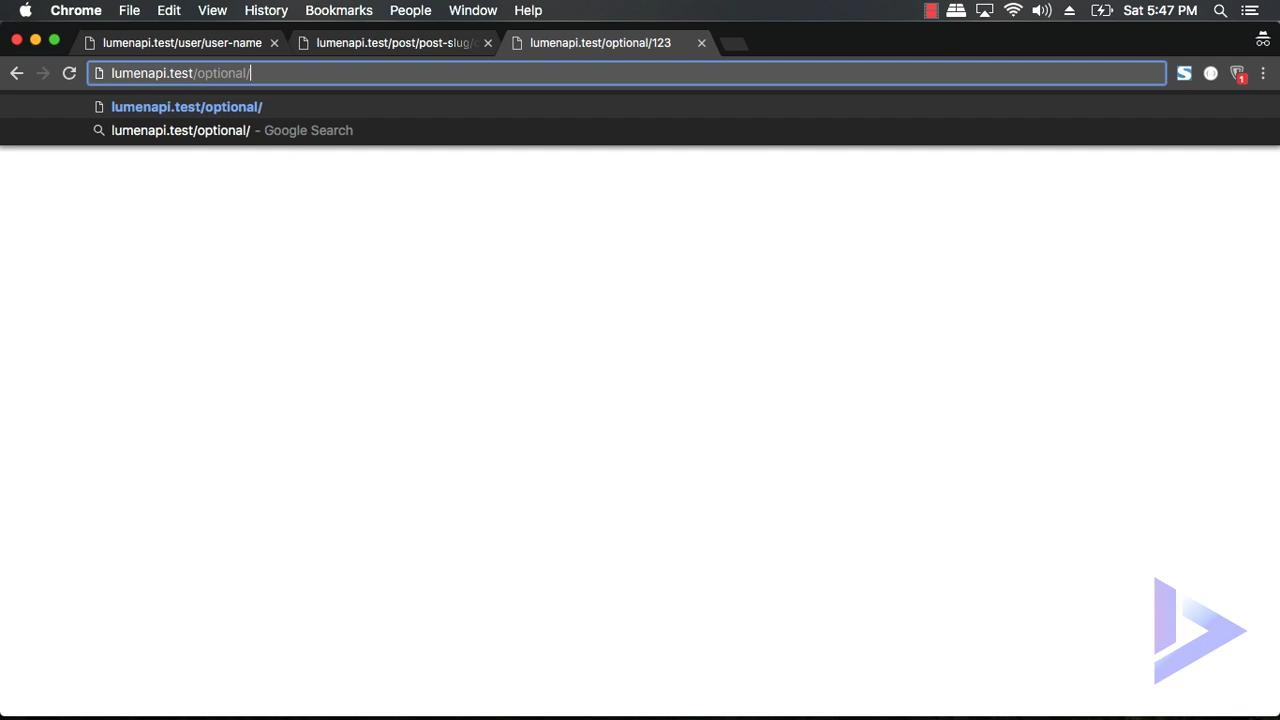 Chrome File Edit View History Bookmarks People Window Help Sat 5:47 PM
lumenapi.test/user/user-name lumenapi.test/post/post-slug/ lumenapi.test/optional/123
lumenapi.test/optional/ 1
lumenapi.test/optional/
lumenapi.test/optional/ - Google Search